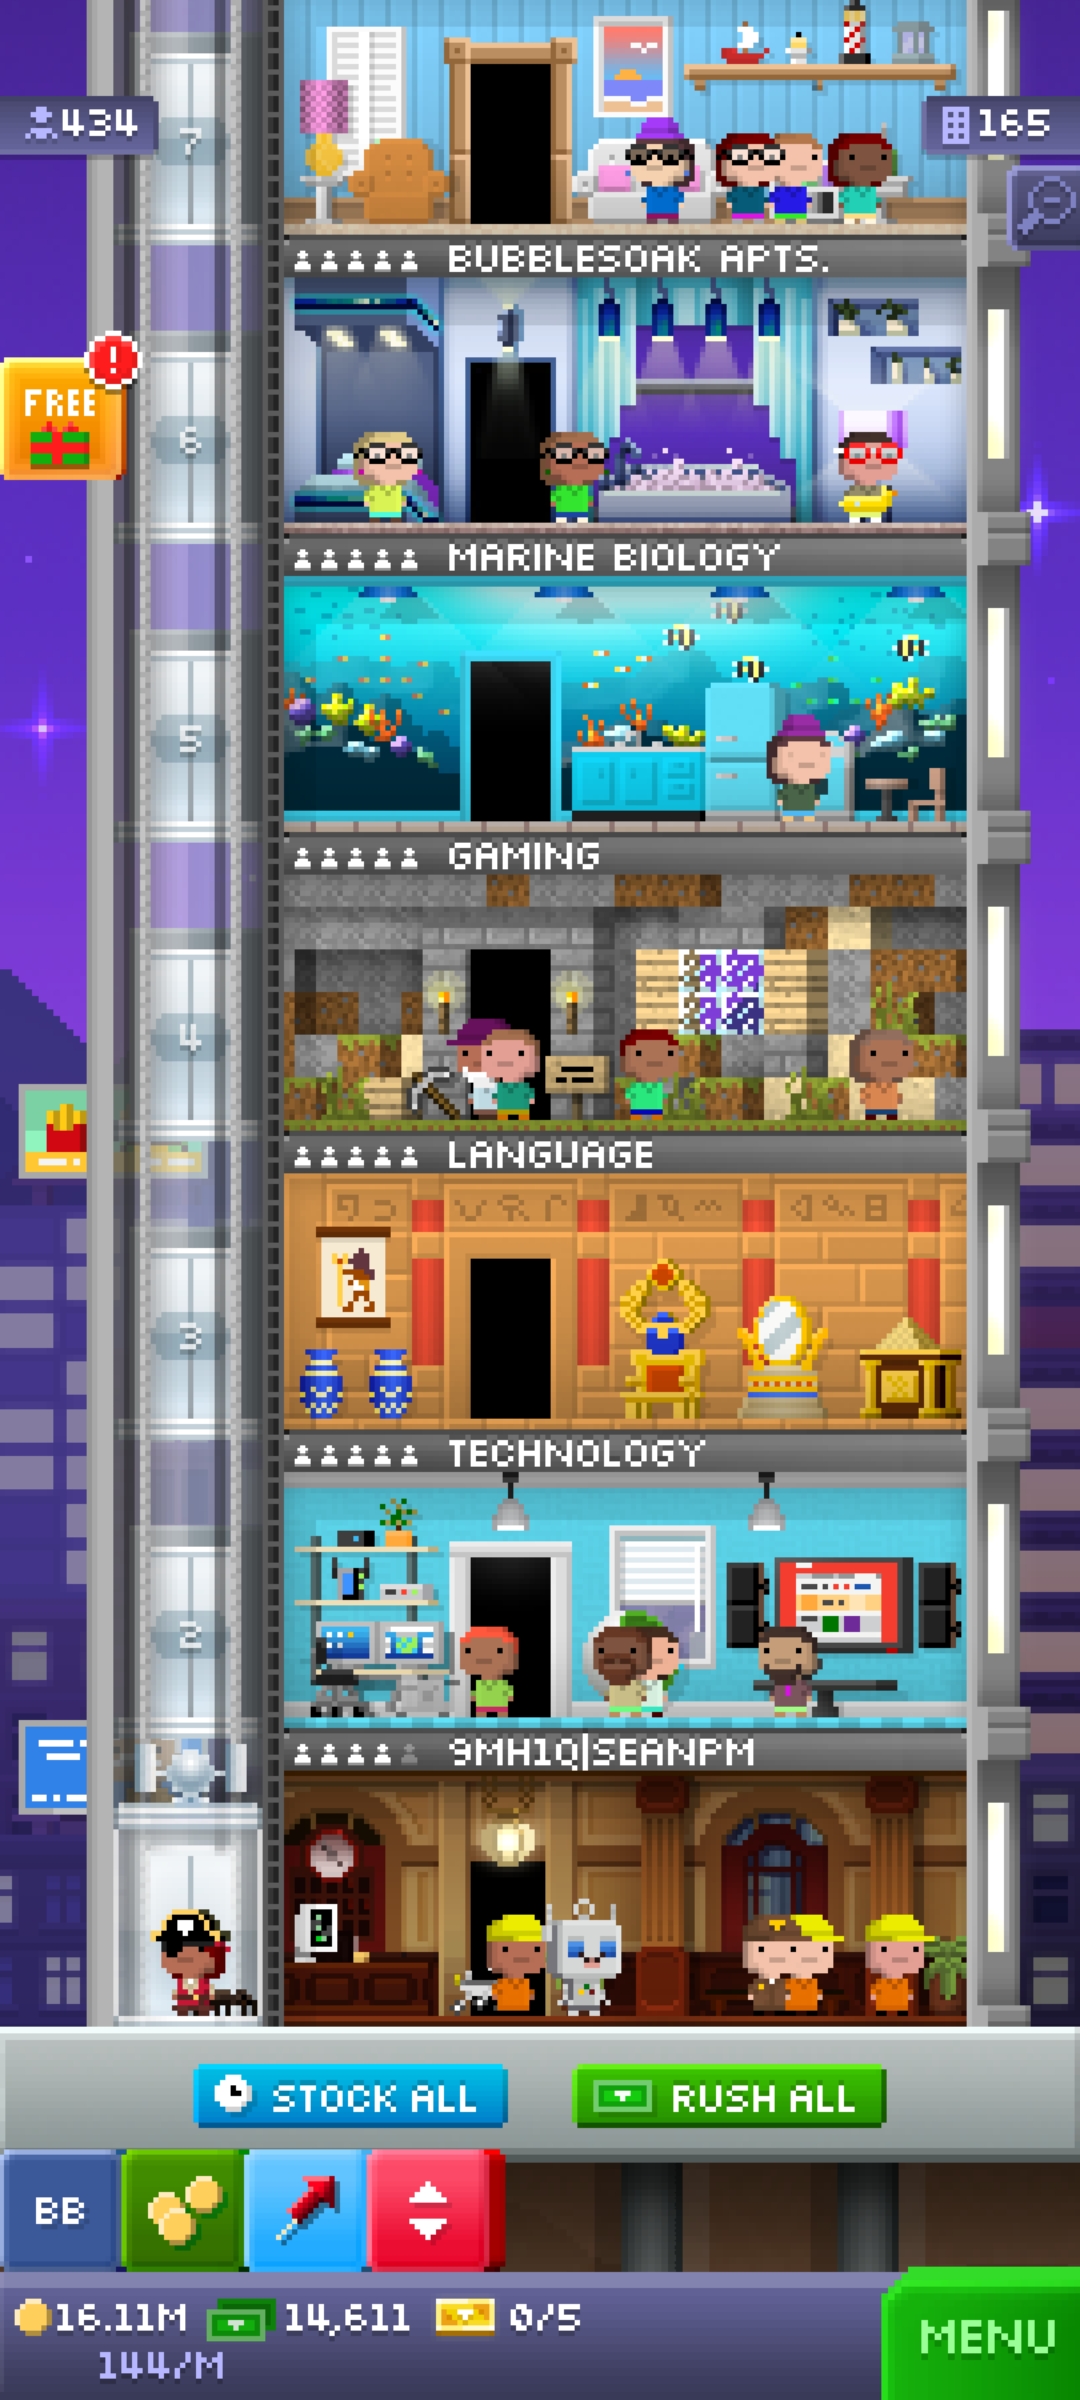 7
434
165
BUBBLESOAK APTS.
FREE
!
6
MARINE BIOLOGY
5
GAMING
4
LANGUAGE
3
TECHNOLOGY
2
9MH1Q|SEANPM
STOCK ALL
RUSH ALL
BB
16.11M 14,611 0/5
144/M
MENU